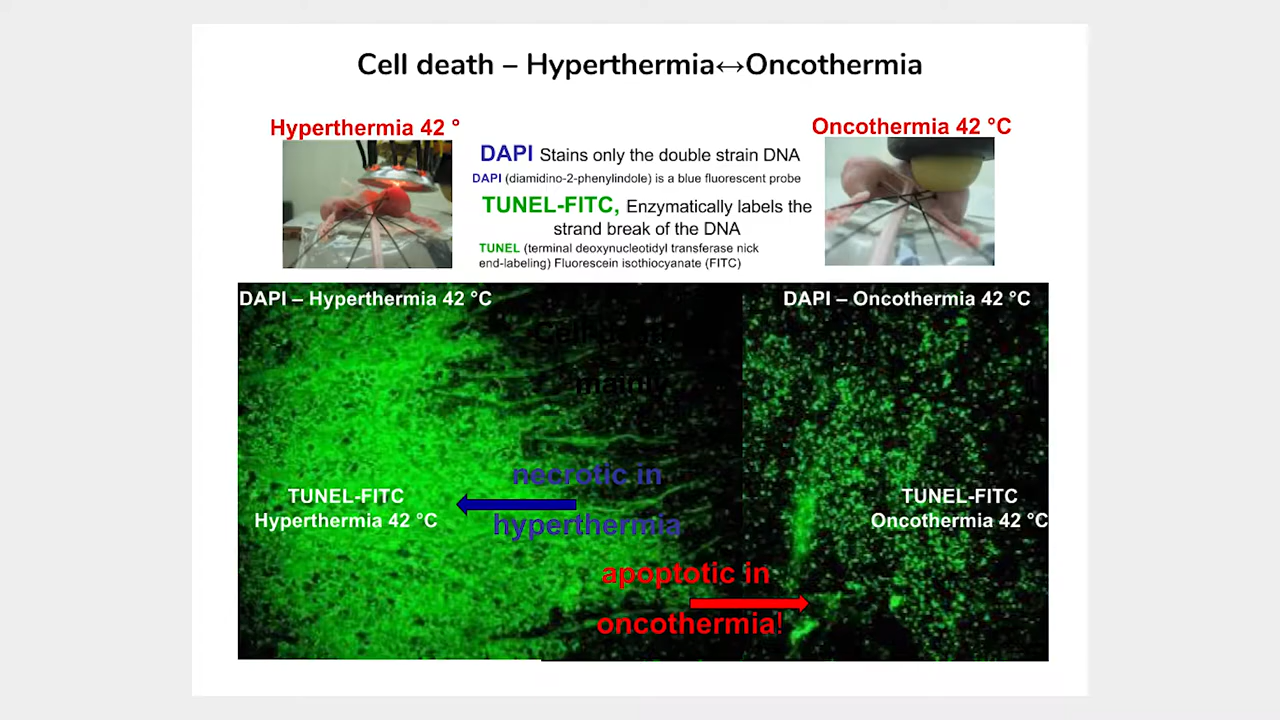 Cell death – Hyperthermia↔Oncothermia
Hyperthermia 42 °
Oncothermia 42 °C
DAPI Stains only the double strain DNA
DAPI (diamidino-2-phenylindole) is a blue fluorescent probe
TUNEL-FITC, Enzymatically labels the
strand break of the DNA
TUNEL (terminal deoxynucleotidyl transferase nick
end-labeling) Fluorescein isothiocyanate (FITC)
DAPI – Hyperthermia 42 °C
DAPI – Oncothermia 42 °C
mainly
necrotic in
hyperthermia
TUNEL-FITC
Hyperthermia 42 °C
TUNEL-FITC
Oncothermia 42 °C
apoptotic in
oncothermia!